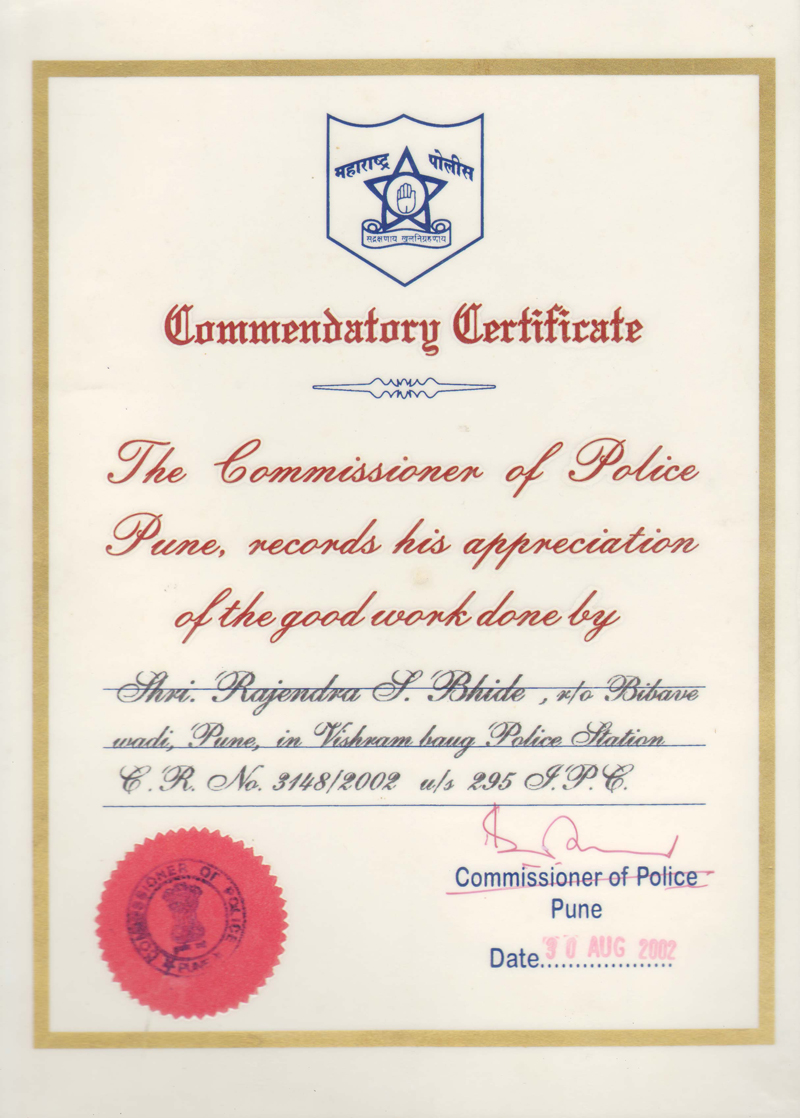 महाराष्ट्र पोलीस
सद्रक्षणाय खलनिग्रहणाय
Commendatory Certificate
The Commissioner of Police
Pune, records his appreciation
of the good work done by
Shri. Rajendra S. Bhide , r/o Bibave
wadi, Pune, in Vishram baug Police Station
C. R. No. 3148/2002 u/s 295 I.P.C.
Commissioner of Police
Pune
Date...................
30 AUG 2002
COMMISSIONER OF POLICE
PUNE